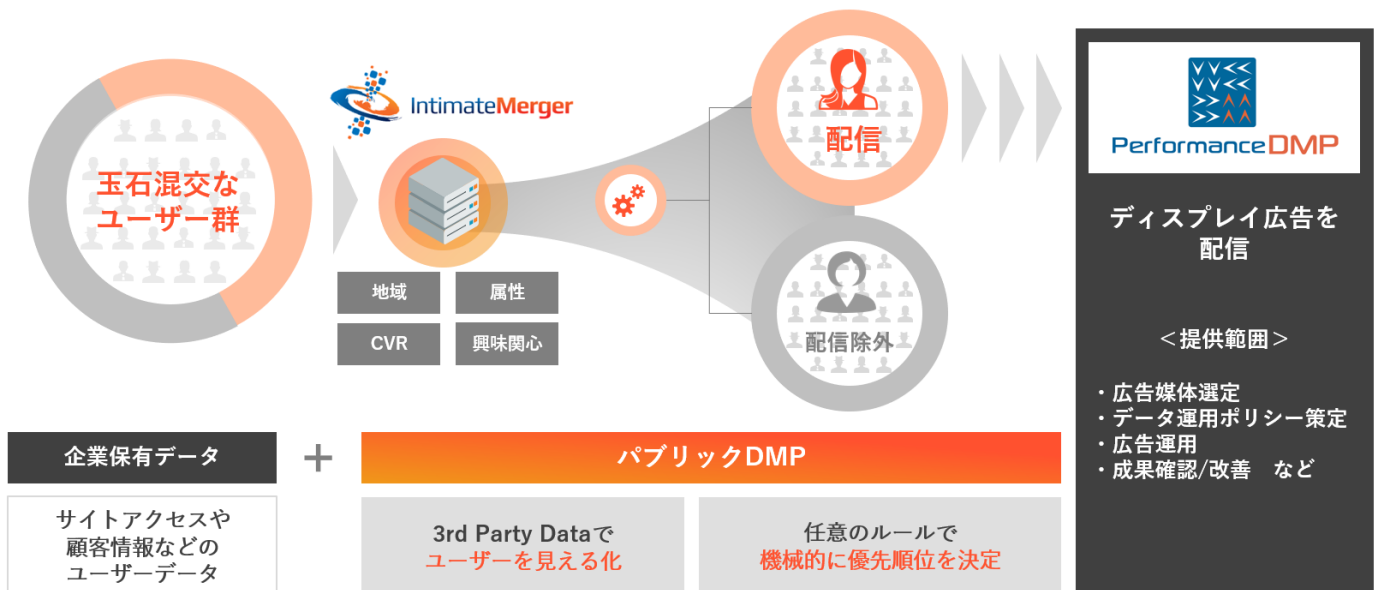 玉石混交な
ユーザー群
IntimateMerger
地域
属性
CVR
興味関心
配信
配信除外
PerformanceDMP
ディスプレイ広告を
配信
＜提供範囲＞
・広告媒体選定
・データ運用ポリシー策定
・広告運用
・成果確認/改善　など
企業保有データ
+
パブリックDMP
サイトアクセスや
顧客情報などの
ユーザーデータ
3rd Party Dataで
ユーザーを見える化
任意のルールで
機械的に優先順位を決定